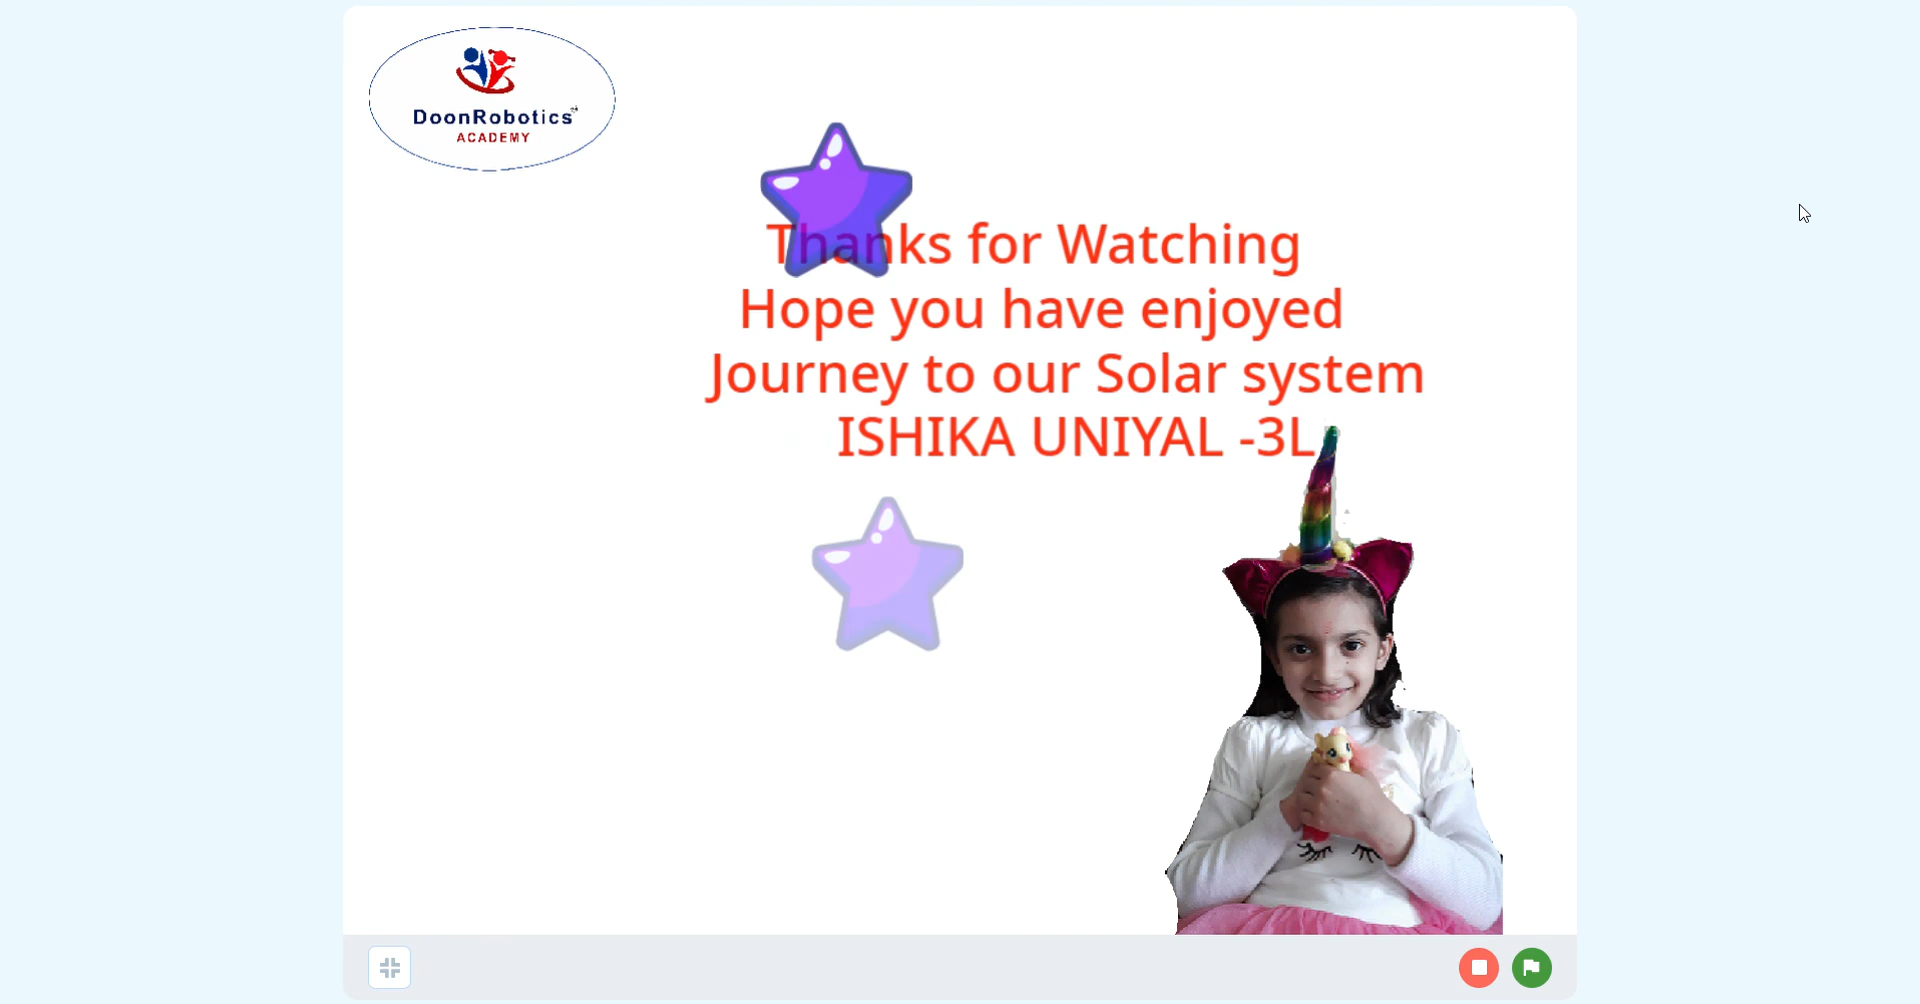 DoonRobotics
ACADEMY
Thanks for Watching
Hope you have enjoyed
Journey to our Solar system
ISHIKA UNIYAL -3L